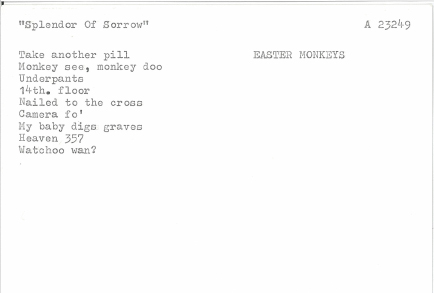 "Splendor Of Sorrow" A 23249
Take another pill EASTER MONKEYS
Monkey see, monkey doo
Underpants
14th. floor
Nailed to the cross
Camera fo'
My baby digs graves
Heaven 357
Watchoo wan?